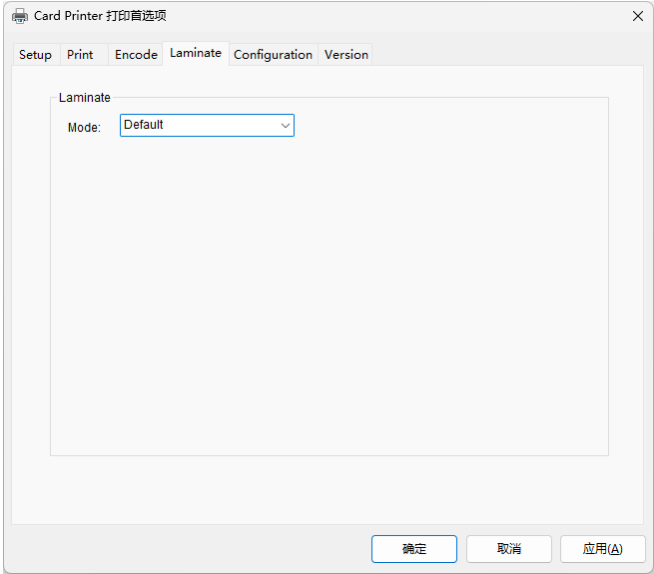 Card Printer 打印首选项
Setup Print Encode Laminate Configuration Version
Laminate
Mode: Default
确定 取消 应用(A)